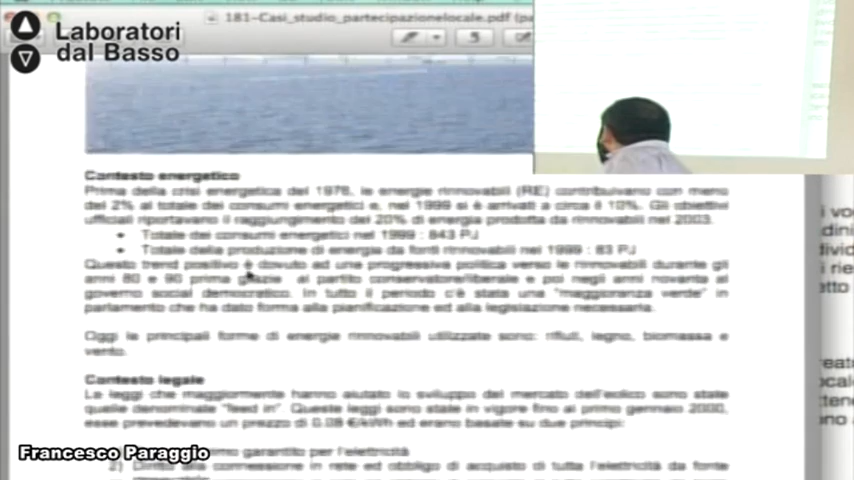 Laboratori
dal Basso
181-Casi_studio_partecipazionelocale.pdf (pa
Contesto energetico
Prima della crisi energetica del 1976, le energie rinnovabili (RE) contribuivano con meno
del 2% al totale dei consumi energetici e, nel 1999 si è arrivati a circa il 10%. Gli obiettivi
ufficiali riportavano il raggiungimento del 20% di energia prodotta da rinnovabili nel 2003.
• Totale dei consumi energetici nel 1999 : 843 PJ
• Totale della produzione di energia da fonti rinnovabili nel 1999 : 83 PJ
Questo trend positivo è dovuto ad una progressiva politica verso le rinnovabili durante gli
anni 80 e 90 prima grazie al partito conservatore/liberale e poi negli anni novanta al
governo social democratico. In tutto il periodo c'è stata una "maggioranza verde" in
parlamento che ha dato forma alla pianificazione ed alla legislazione necessaria.
Oggi le principali forme di energie rinnovabili utilizzate sono: rifiuti, legno, biomassa e
vento.
Contesto legale
Le leggi che maggiormente hanno aiutato lo sviluppo del mercato dell'eolico sono state
quelle denominate "feed in". Queste leggi sono state in vigore fino al primo gennaio 2000,
esse prevedevano un prezzo di 0.08 €/kWh ed erano basate su due principi:
Francesco Paraggio
imo garantito per l'elettricità
2) Diritto alla connessione in rete ed obbligo di acquisto di tutta l'elettricità da fonte